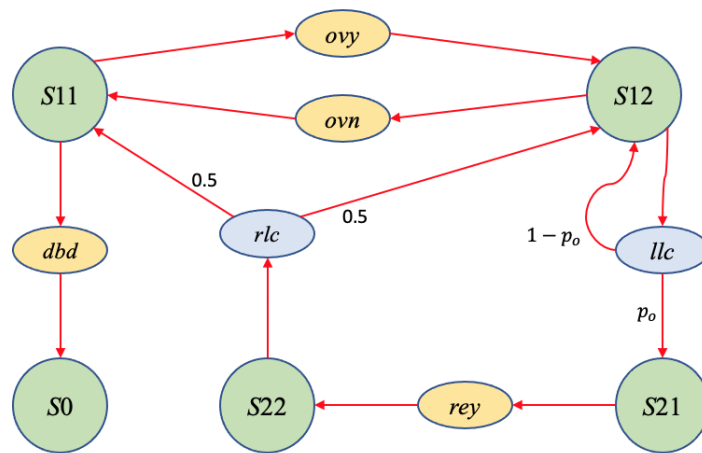 ovy
S11
ovn
S12
0.5
0.5
rlc
1 − pₒ
dbd
llc
pₒ
S0
S22
rey
S21